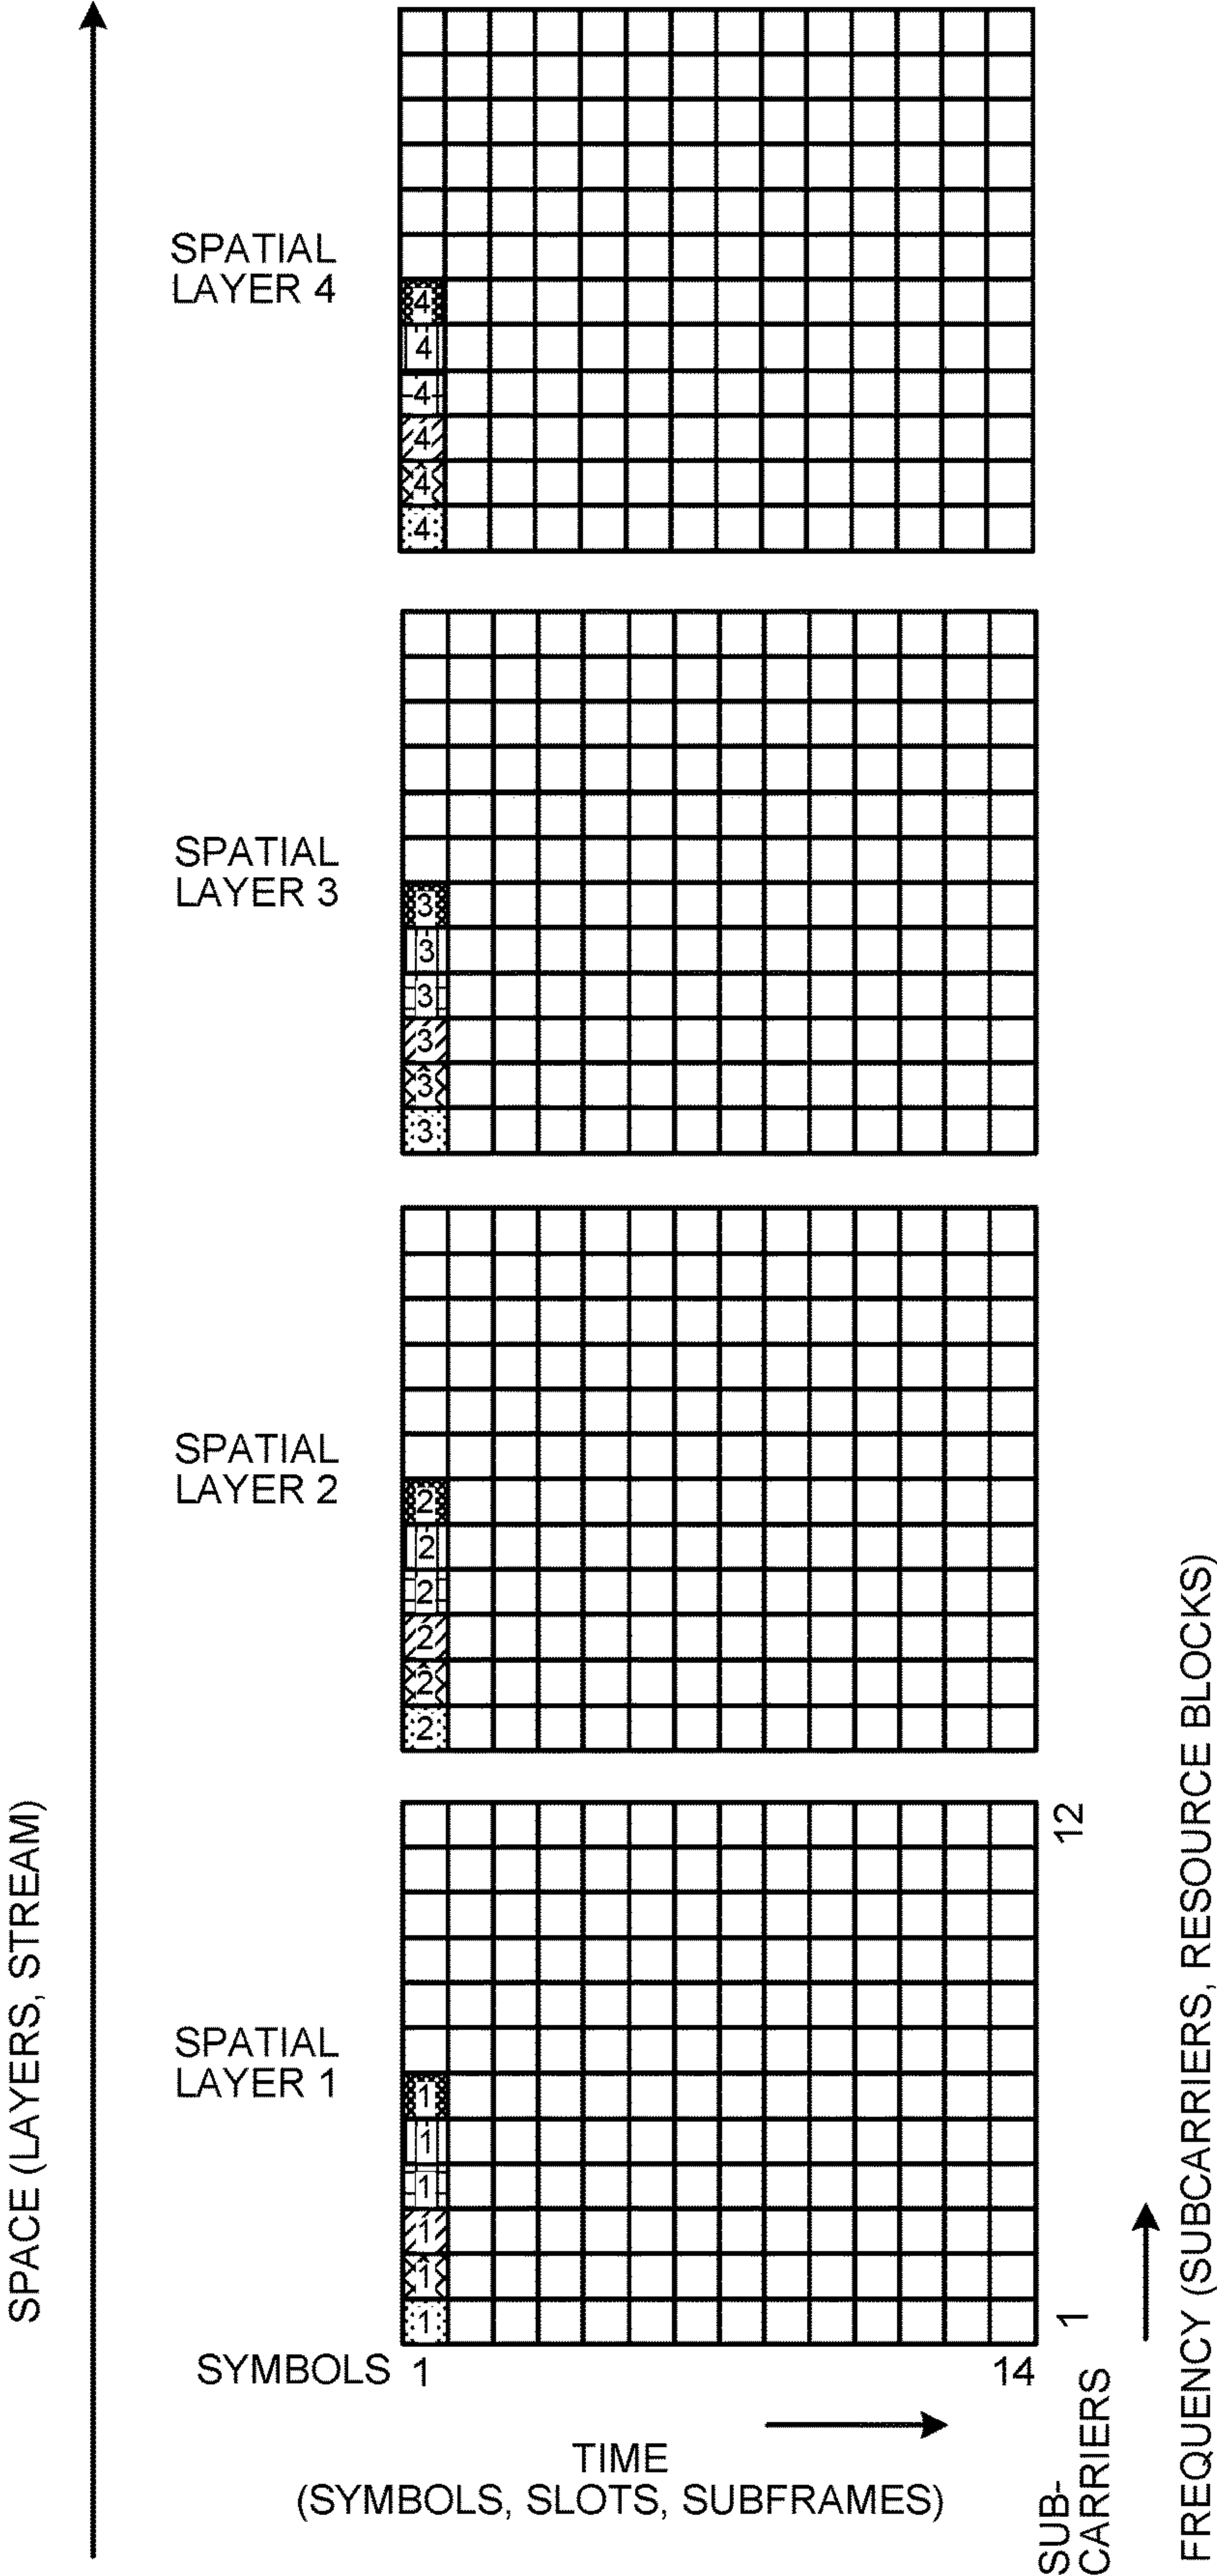 SPATIAL
LAYER 4
4
4
4
4
4
4
SPATIAL
LAYER 3
3
3
3
3
3
3
SPATIAL
LAYER 2
2
2
2
2
2
2
SPATIAL
LAYER 1
1
1
1
1
1
1
12
1
SYMBOLS 1 14
TIME
(SYMBOLS, SLOTS, SUBFRAMES)
SUB-
CARRIERS
FREQUENCY (SUBCARRIERS, RESOURCE BLOCKS)
SPACE (LAYERS, STREAM)